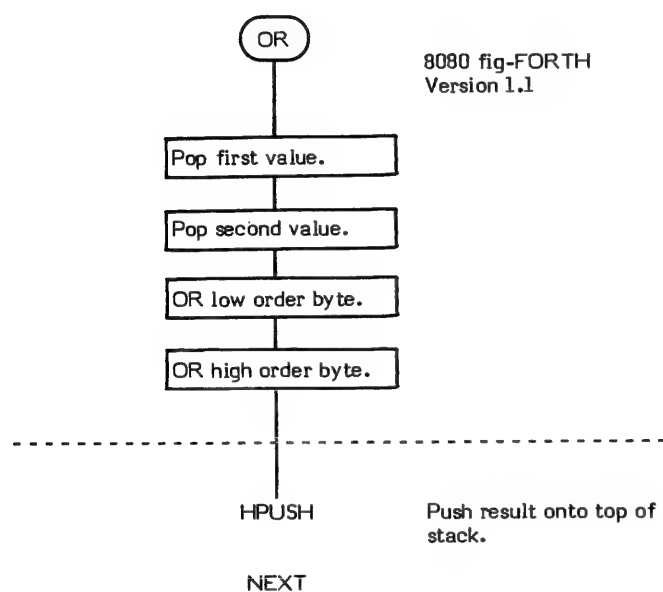 OR
8080 fig-FORTH
Version 1.1
Pop first value.
Pop second value.
OR low order byte.
OR high order byte.
HPUSH
Push result onto top of
stack.
NEXT